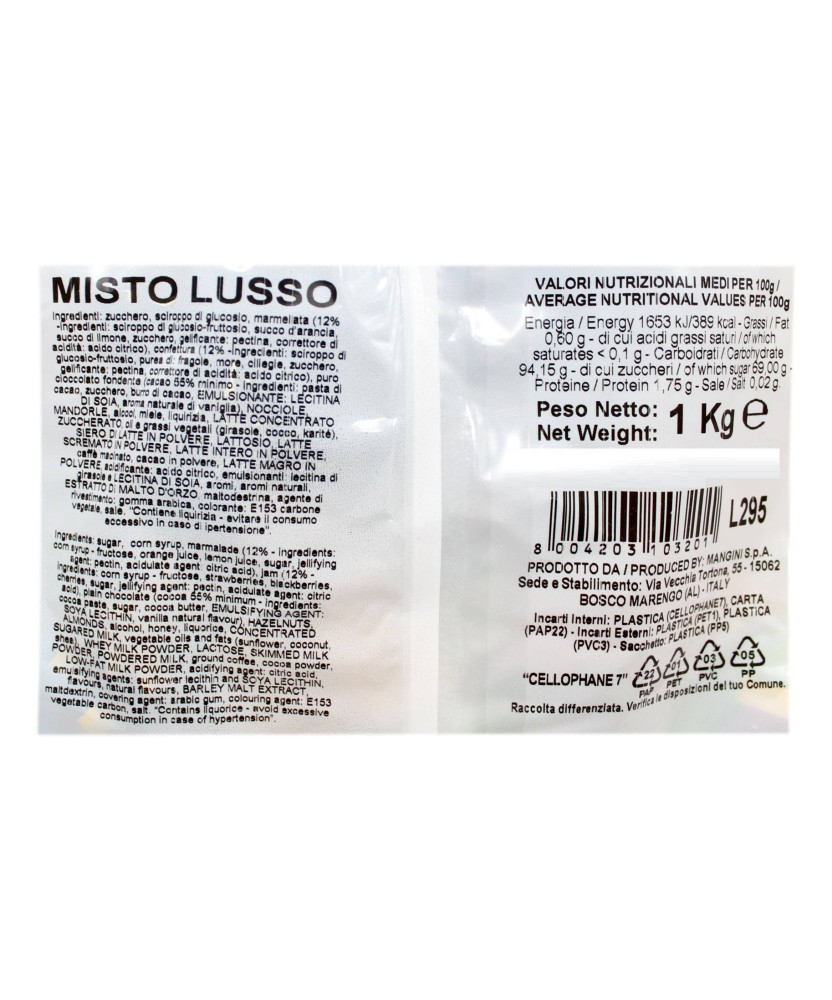 MISTO LUSSO
Ingredienti: zucchero, sciroppo di glucosio, marmellata (12%
-ingredienti: sciroppo di glucosio-fruttosio, succo d'arancia,
succo di limone, zucchero, gelificante: pectina, correttore di
acidità: acido citrico), confettura (12% -ingrecienti: sciroppo di
glucosio-fruttosio, purea di: fragole, more, ciliegie, zucchero,
gelificante: pectina, correttore di acidità: acido citrico), puro
cioccolato fondente (cacao 55% minimo - ingredienti: pasta di
cacao, zucchero, burro di cacao, EMULSIONANTE: LECITINA
DI SOIA, aroma naturale di vaniglia), NOCCIOLE,
MANDORLE, alcool, miele, liquirizia, LATTE CONCENTRATO
ZUCCHERATO, oli e grassi vegetali (girasole, cocco, karité),
SIERO DI LATTE IN POLVERE, LATTOSIO, LATTE
SCREMATO IN POLVERE, LATTE INTERO IN POLVERE,
caffè macinato, cacao in polvere, LATTE MAGRO IN
POLVERE, acidificante: acido citrico, emulsionanti: lecitina di
girasole e LECITINA DI SOIA, aromi, aromi naturali,
ESTRATTO DI MALTO D'ORZO, maltodestrina, agente di
rivestimento: gomma arabica, colorante: E153 carbone
vegetale, sale. "Contiene liquirizia - evitare il consumo
eccessivo in caso di ipertensione".
Ingredients: sugar, corn syrup, marmalade (12% - ingredients:
corn syrup - fructose, orange juice, lemon juice, sugar, jellifying
agent: pectin, acidulate agent: citric acid), jam (12% -
ingredients: corn syrup - fructose, strawberries, blackberries,
cherries, sugar, jellifying agent: pectin, acidulate agent: citric
acid), plain chocolate (cocoa 55% minimum - ingredients:
cocoa paste, sugar, cocoa butter, EMULSIFYING AGENT:
SOYA LECITHIN, vanilla natural flavour), HAZELNUTS,
ALMONDS, alcohol, honey, liquorice, CONCENTRATED
SUGARED MILK, vegetable oils and fats (sunflower, coconut,
shea), WHEY MILK POWDER, LACTOSE, SKIMMED MILK
POWDER, POWDERED MILK, ground coffee, cocoa powder,
LOW-FAT MILK POWDER, acidifying agent: citric acid,
emulsifying agents: sunflower lecithin and SOYA LECITHIN,
flavours, natural flavours, BARLEY MALT EXTRACT,
maltdextrin, covering agent: arabic gum, colouring agent: E153
vegetable carbon, salt. "Contains liquorice - avoid excessive
consumption in case of hypertension".
VALORI NUTRIZIONALI MEDI PER 100g /
AVERAGE NUTRITIONAL VALUES PER 100g
Energia / Energy 1653 kJ/389 kcal - Grassi / Fat
0,60 g - di cui acidi grassi saturi / of which
saturates < 0,1 g - Carboidrati / Carbohydrate
94,15 g - di cui zuccheri / of which sugar 69,00 g -
Proteine / Protein 1,75 g - Sale / Salt 0,02 g.
Peso Netto:
Net Weight: 1 Kg e
L295
8 004203 103201
PRODOTTO DA / PRODUCED BY: MANGINI S.p.A.
Sede e Stabilimento: Via Vecchia Tortona, 55 - 15062
BOSCO MARENGO (AL) - ITALY
Incarti Interni: PLASTICA (CELLOPHANE7), CARTA
(PAP22) - Incarti Esterni: PLASTICA (PET1), PLASTICA
(PVC3) - Sacchetto: PLASTICA (PP5)
"CELLOPHANE 7" 22 01 03 05
PAP PET PVC PP
Raccolta differenziata. Verifica le disposizioni del tuo Comune.